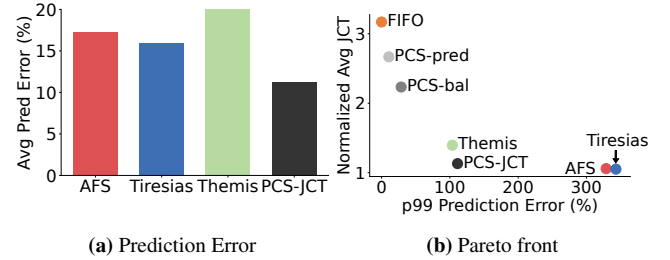 Avg Pred Error (%)
20
15
10
5
0
AFS Tiresias Themis PCS-JCT
(a) Prediction Error
Normalized Avg JCT
3
2
1
FIFO
PCS-pred
PCS-bal
Themis
PCS-JCT
Tiresias
AFS
0 100 200 300
p99 Prediction Error (%)
(b) Pareto front